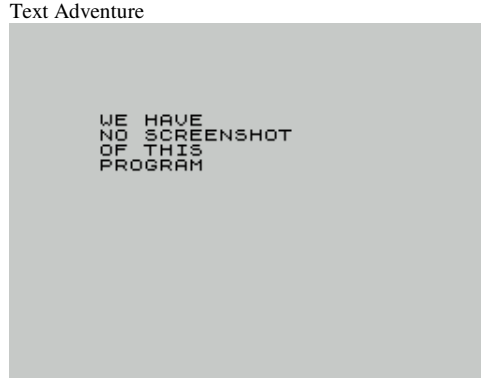 Text Adventure
WE HAVE
NO SCREENSHOT
OF THIS
PROGRAM